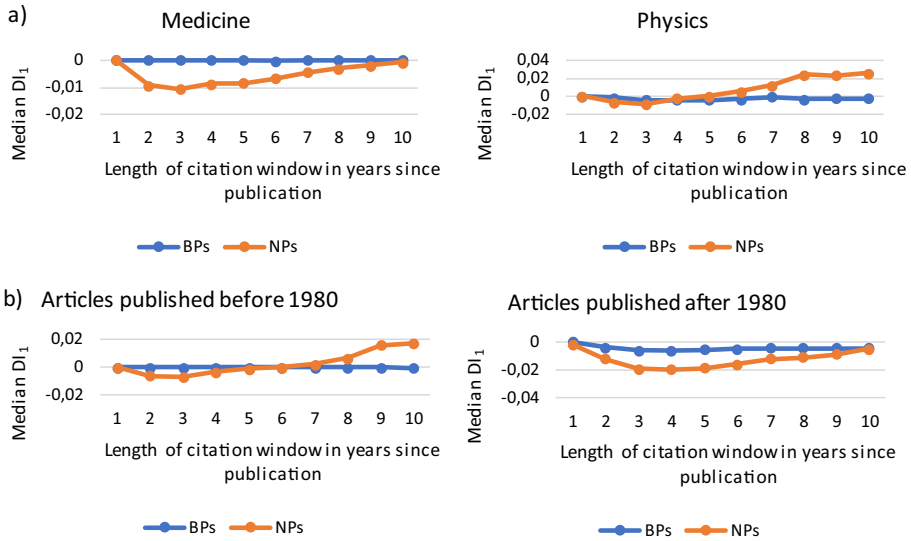 a)
Medicine
0
-0,01
-0,02
Median DI1
1 2 3 4 5 6 7 8 9 10
Length of citation window in years since
publication
BPs NPs
Physics
0,04
0,02
0
-0,02
Median DI1
1 2 3 4 5 6 7 8 9 10
Length of citation window in years since
publication
BPs NPs
b) Articles published before 1980
0,02
0
-0,02
Median DI1
1 2 3 4 5 6 7 8 9 10
Length of citation window in years since
publication
BPs NPs
Articles published after 1980
0
-0,02
-0,04
Median DI1
1 2 3 4 5 6 7 8 9 10
Length of citation window in years since
publication
BPs NPs